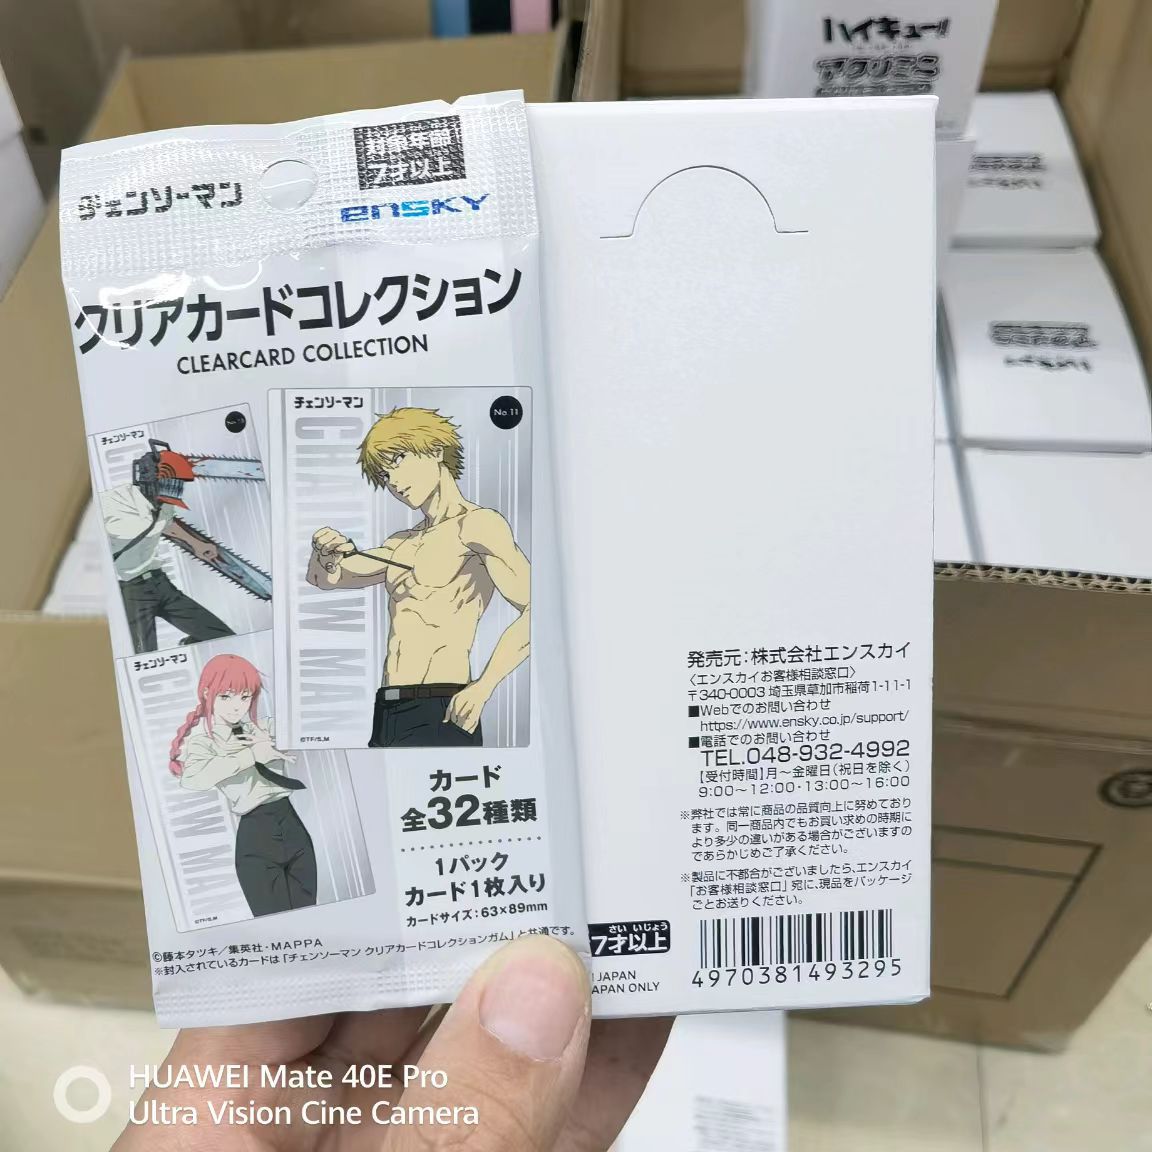 チェンソーマン
対象年齢
7才以上
ensky
クリアカードコレクション
CLEARCARD COLLECTION
チェンソーマン
CHAINSAW MAN
No 11
©TF/S,M
チェンソーマン
チェンソーマン
CHAINSAW MAN
©TF/S,M
カード
全32種類
1パック
カード1枚入り
カードサイズ:63×89mm
©藤本タツキ/集英社・MAPPA
※封入されているカードは「チェンソーマン クリアカードコレクションガム」と共通です。
発売元:株式会社エンスカイ
〈エンスカイお客様相談窓口〉
〒340-0003 埼玉県草加市稲荷1-11-1
■Webでのお問い合わせ
https://www.ensky.co.jp/support/
■電話でのお問い合わせ
TEL.048-932-4992
【受付時間】月〜金曜日(祝日を除く)
9:00〜12:00・13:00〜16:00
※弊社では常に商品の品質向上に努めており
ます。同一商品内でもお買い求めの時期に
より多少の違いがある場合がございますの
であらかじめご了承ください。
※製品に不都合がございましたら、エンスカイ
「お客様相談窓口」宛に、現品をパッケージ
ごとお送りください。
さい いじょう
7才以上
JAPAN
APAN ONLY
4970381493295
ハイキュー!!
アクリミニ
HUAWEI Mate 40E Pro
Ultra Vision Cine Camera